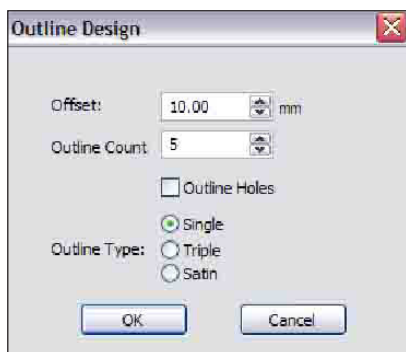 Outline Design
Offset: 10.00 mm
Outline Count 5
Outline Holes
Single
Outline Type: Triple
Satin
OK Cancel